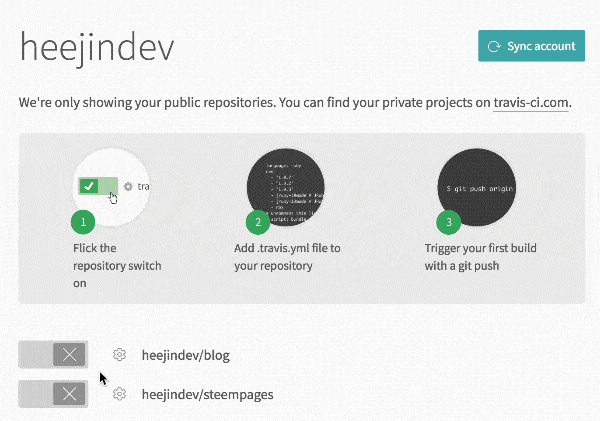 heejindev
Sync account
We're only showing your public repositories. You can find your private projects on travis-ci.com.
tra
$ git push origin
1
2
3
Flick the
repository switch
on
Add .travis.yml file to
your repository
Trigger your first build
with a git push
heejindev/blog
heejindev/steempages